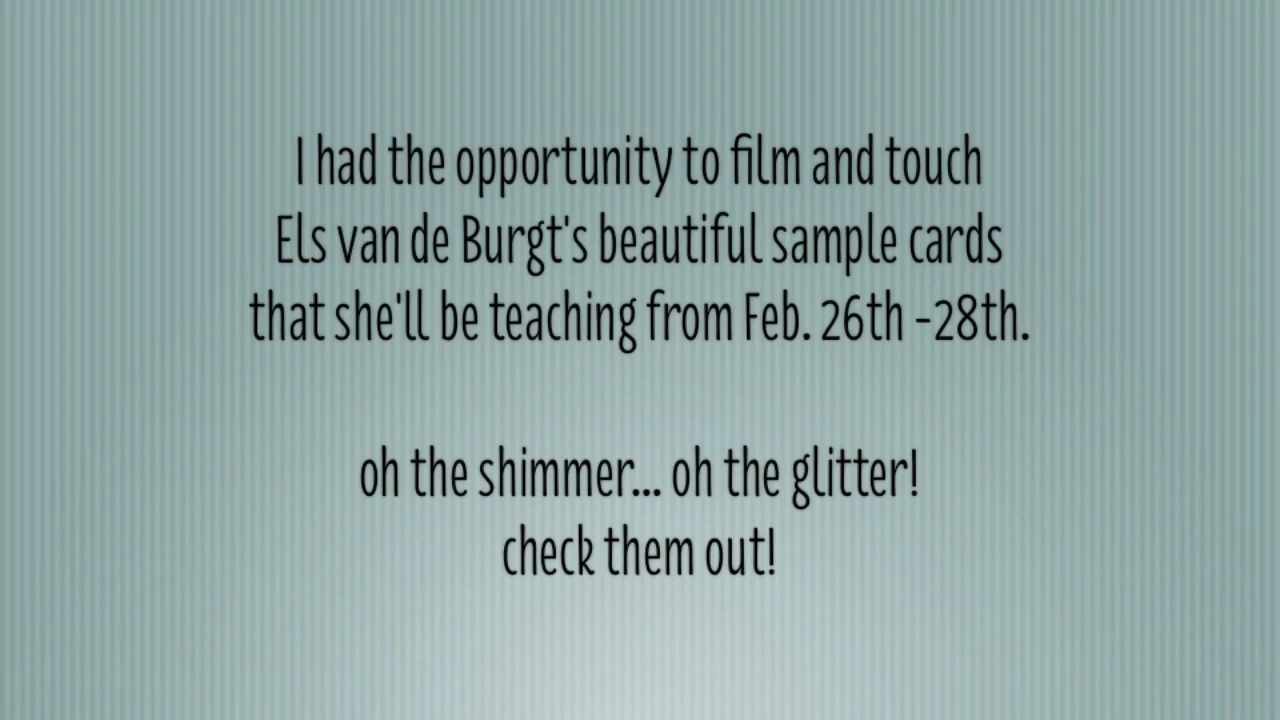 I had the opportunity to film and touch
Els van de Burgt's beautiful sample cards
that she'll be teaching from Feb. 26th -28th.
oh the shimmer... oh the glitter!
check them out!